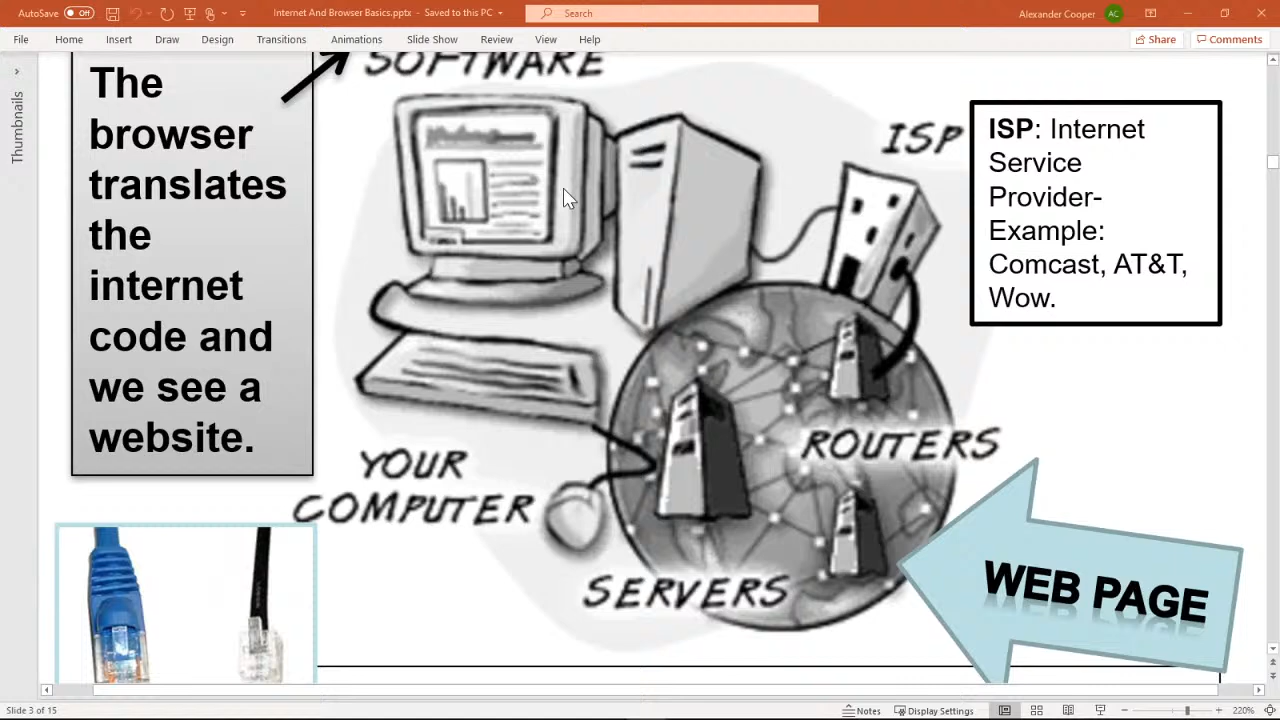 AutoSave Off Internet And Browser Basics.pptx - Saved to this PC Search Alexander Cooper AC
File Home Insert Draw Design Transitions Animations Slide Show Review View Help Share Comments
Thumbnails
The
browser
translates
the
internet
code and
we see a
website.
SOFTWARE
ISP
ISP: Internet
Service
Provider-
Example:
Comcast, AT&T,
Wow.
ROUTERS
YOUR
COMPUTER
SERVERS
WEB PAGE
Slide 3 of 15 Notes Display Settings 220%